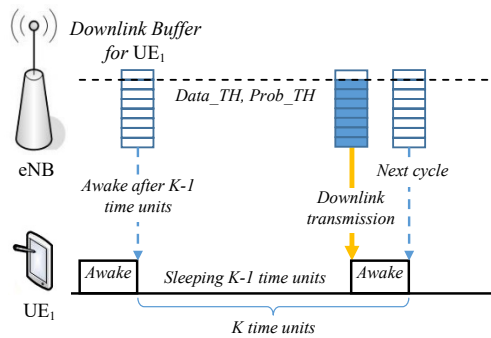 Downlink Buffer
for UE1
Data_TH, Prob_TH
eNB
Awake after K-1
time units
Downlink
transmission
Next cycle
Awake
Sleeping K-1 time units
Awake
UE1
K time units